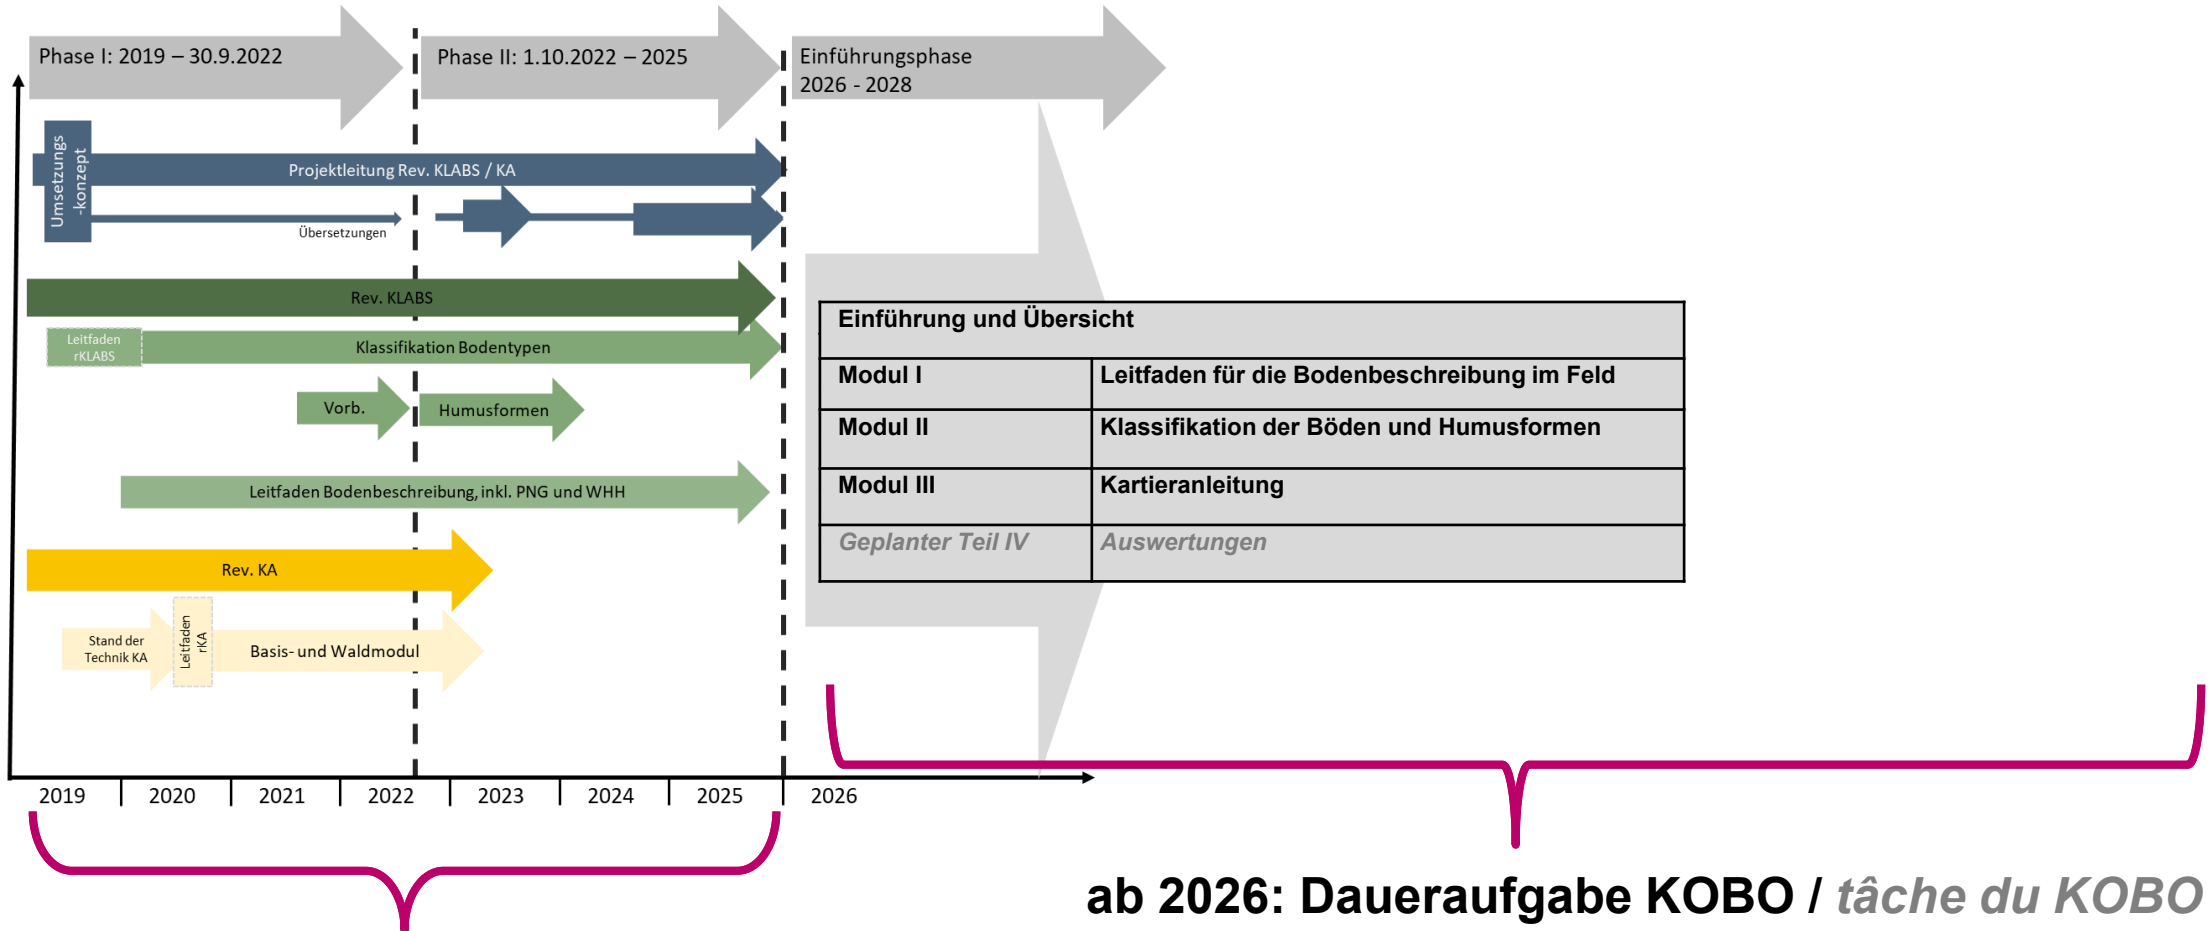 Phase I: 2019 – 30.9.2022
Phase II: 1.10.2022 – 2025
Einführungsphase
2026 - 2028
Umsetzungs
-konzept
Projektleitung Rev. KLABS / KA
Übersetzungen
Rev. KLABS
Leitfaden
rKLABS
Klassifikation Bodentypen
Vorb.
Humusformen
Leitfaden Bodenbeschreibung, inkl. PNG und WHH
Rev. KA
Stand der
Technik KA
Leitfaden
rKA
Basis- und Waldmodul
Einführung und Übersicht
Modul I Leitfaden für die Bodenbeschreibung im Feld
Modul II Klassifikation der Böden und Humusformen
Modul III Kartieranleitung
Geplanter Teil IV Auswertungen
2019 2020 2021 2022 2023 2024 2025 2026
ab 2026: Daueraufgabe KOBO / tâche du KOBO